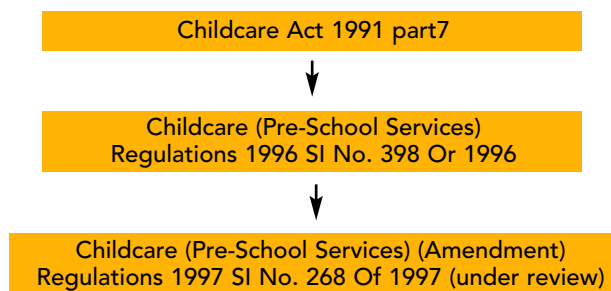 Childcare Act 1991 part7
Childcare (Pre-School Services)
Regulations 1996 SI No. 398 Or 1996
Childcare (Pre-School Services) (Amendment)
Regulations 1997 SI No. 268 Of 1997 (under review)